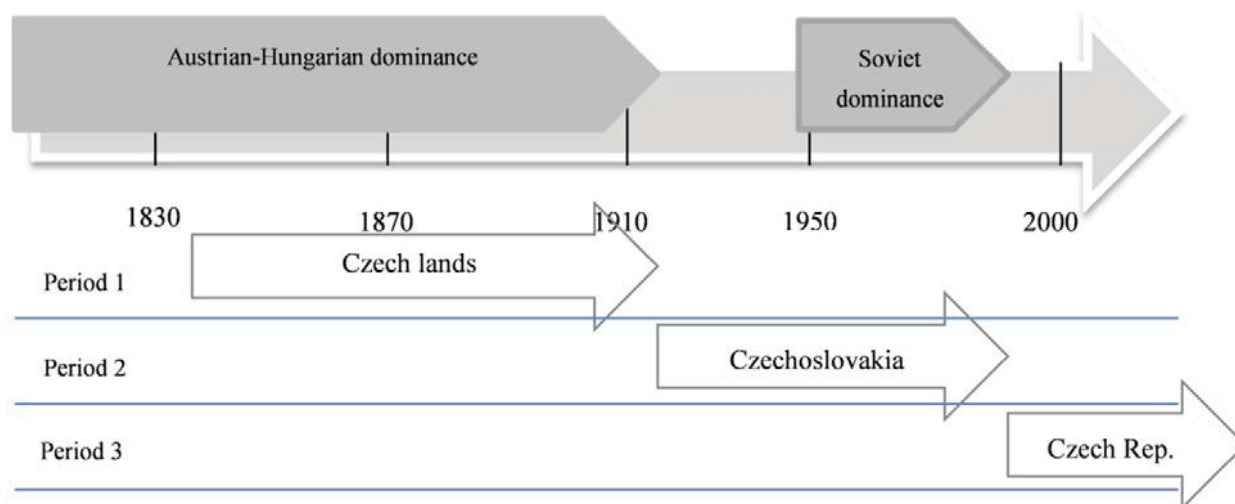 Austrian-Hungarian dominance
Soviet
dominance
1830
1870
1910
1950
2000
Czech lands
Period 1
Czechoslovakia
Period 2
Czech Rep.
Period 3